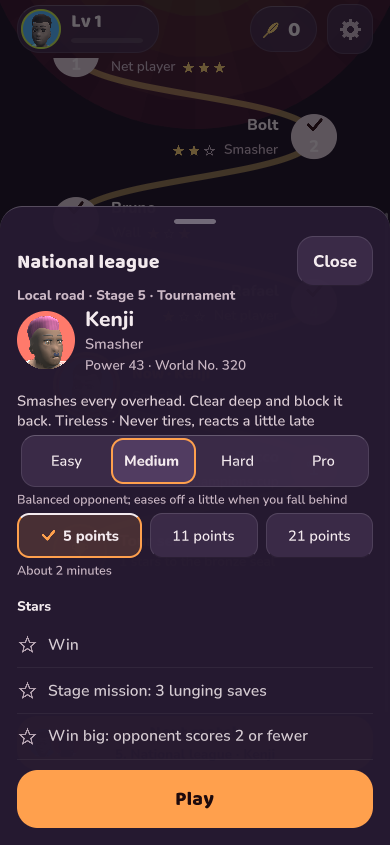 Lv 1
0
1
Net player
Bolt
Smasher
2
National league
Close
Local road · Stage 5 · Tournament
Kenji
Smasher
Power 43 · World No. 320
Smashes every overhead. Clear deep and block it
back. Tireless · Never tires, reacts a little late
Easy
Medium
Hard
Pro
Balanced opponent; eases off a little when you fall behind
5 points
11 points
21 points
About 2 minutes
Stars
Win
Stage mission: 3 lunging saves
Win big: opponent scores 2 or fewer
Play